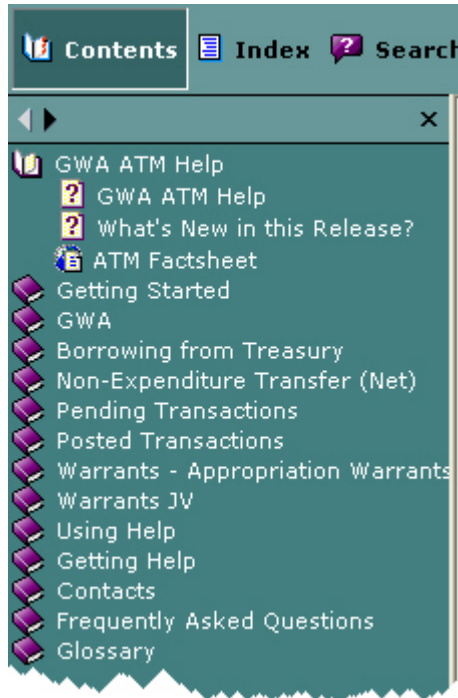 Contents Index Search
GWA ATM Help
GWA ATM Help
What's New in this Release?
ATM Factsheet
Getting Started
GWA
Borrowing from Treasury
Non-Expenditure Transfer (Net)
Pending Transactions
Posted Transactions
Warrants - Appropriation Warrants
Warrants JV
Using Help
Getting Help
Contacts
Frequently Asked Questions
Glossary